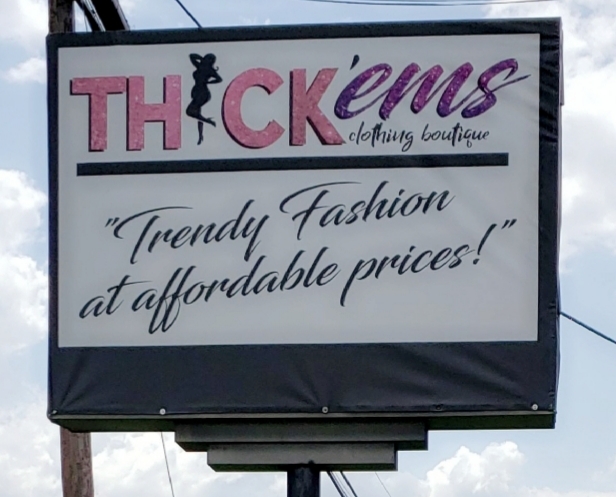 THICK'ems
clothing boutique
"Trendy Fashion
at affordable prices!"